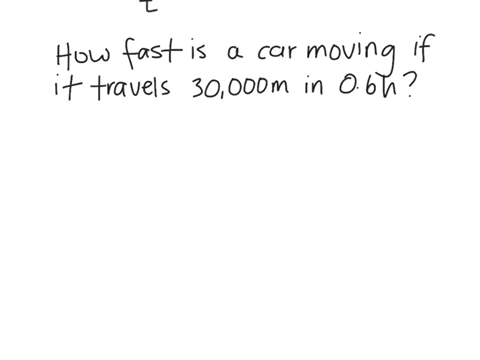 t
How fast is a car moving if
it travels 30,000m in 0.6h?